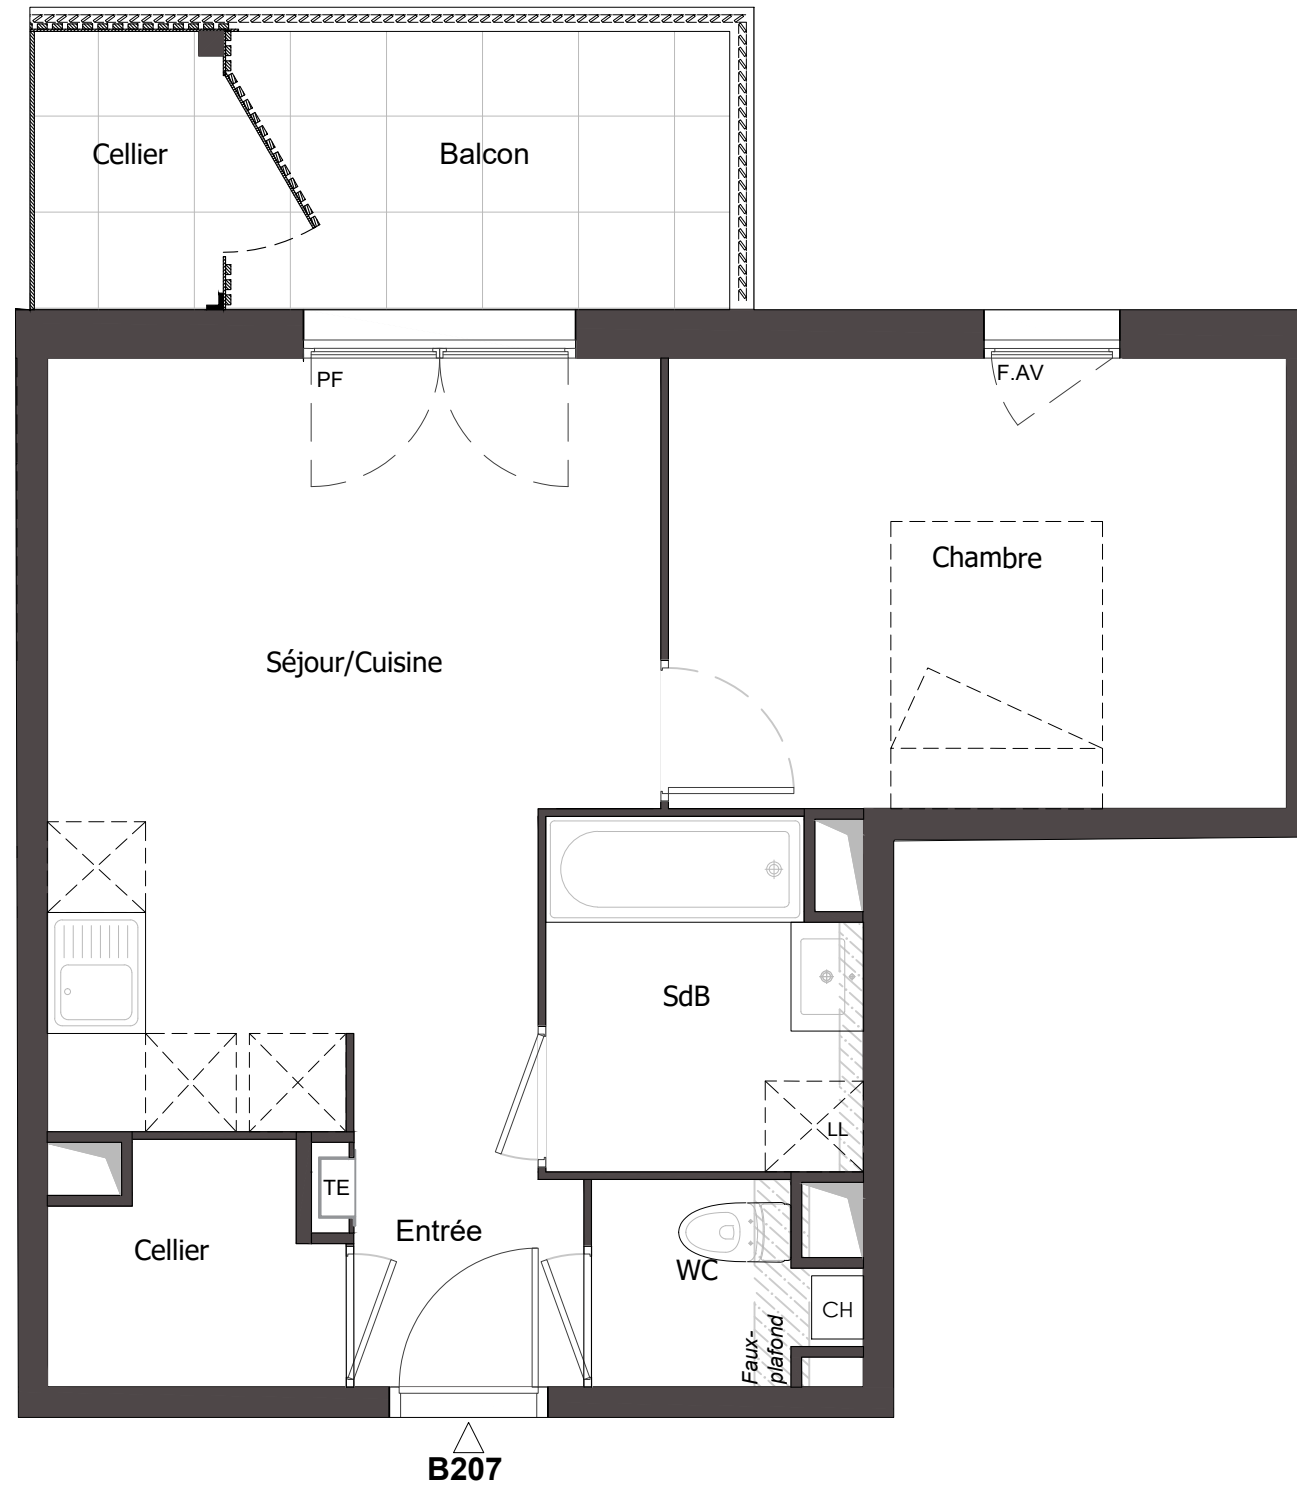 Cellier
Balcon
PF
F.AV
Chambre
Séjour/Cuisine
SdB
LL
TE
Entrée
Cellier
WC
CH
Faux-
plafond
B207